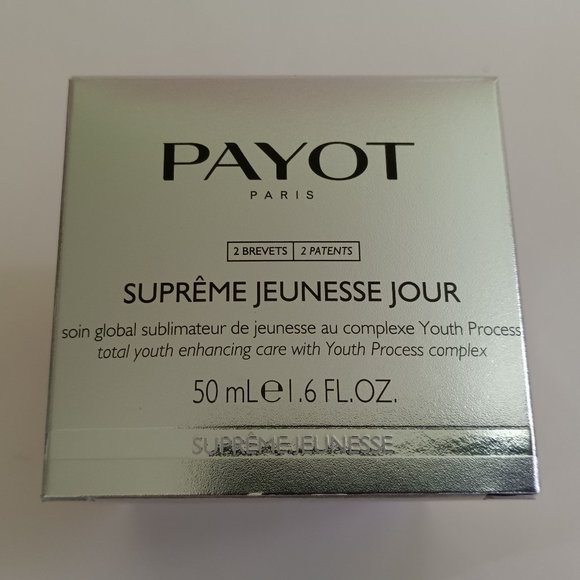 PAYOT
PARIS
2 BREVETS | 2 PATENTS
SUPRÊME JEUNESSE JOUR
soin global sublimateur de jeunesse au complexe Youth Process
total youth enhancing care with Youth Process complex
50 mL℮1.6 FL.OZ.
SUPRÊME JEUNESSE